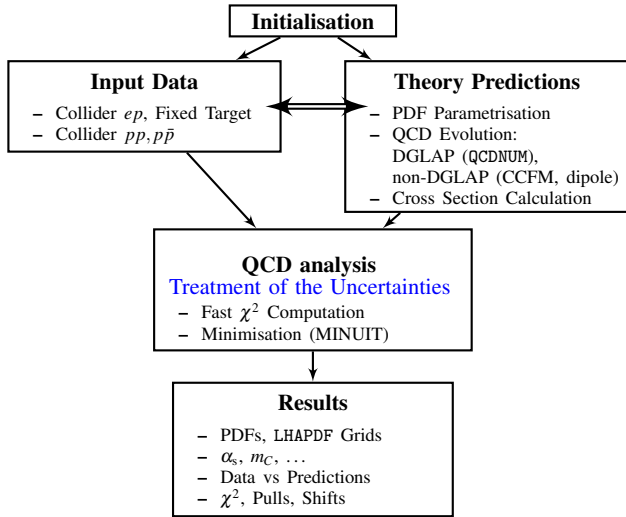 Initialisation
Input Data
– Collider ep, Fixed Target
– Collider pp, pp̄
Theory Predictions
– PDF Parametrisation
– QCD Evolution:
DGLAP (QCDNUM),
non-DGLAP (CCFM, dipole)
– Cross Section Calculation
QCD analysis
Treatment of the Uncertainties
– Fast χ² Computation
– Minimisation (MINUIT)
Results
– PDFs, LHAPDF Grids
– αs, mC, ...
– Data vs Predictions
– χ², Pulls, Shifts